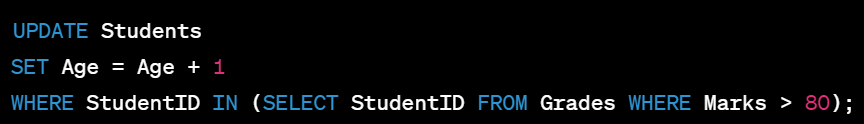 UPDATE Students
SET Age = Age + 1
WHERE StudentID IN (SELECT StudentID FROM Grades WHERE Marks > 80);